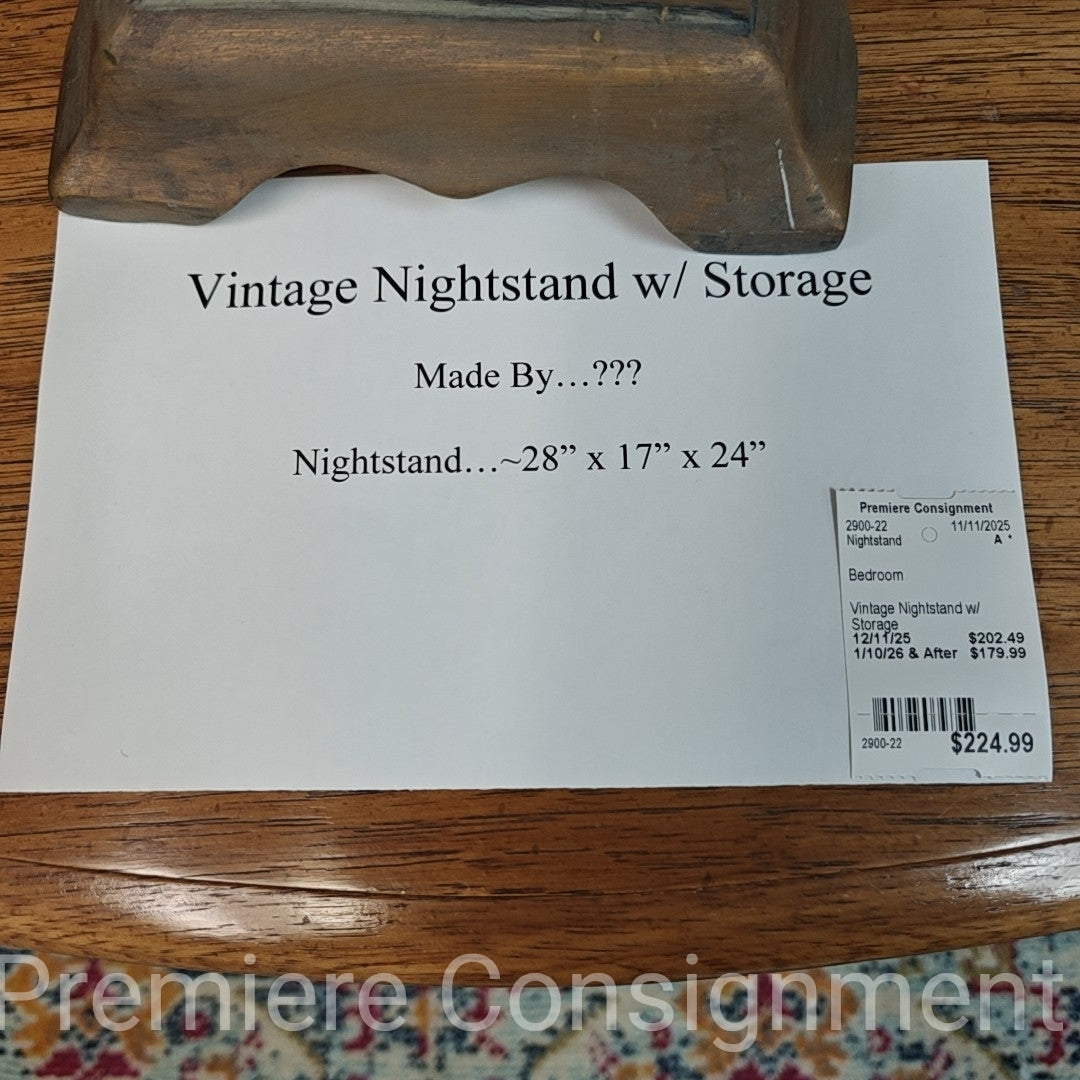 Vintage Nightstand w/ Storage
Made By…???
Nightstand…~28” x 17” x 24”
Premiere Consignment
2900-22 11/11/2025
Nightstand A *
Bedroom
Vintage Nightstand w/
Storage
12/11/25 $202.49
1/10/26 & After $179.99
2900-22 $224.99
Premiere Consignment